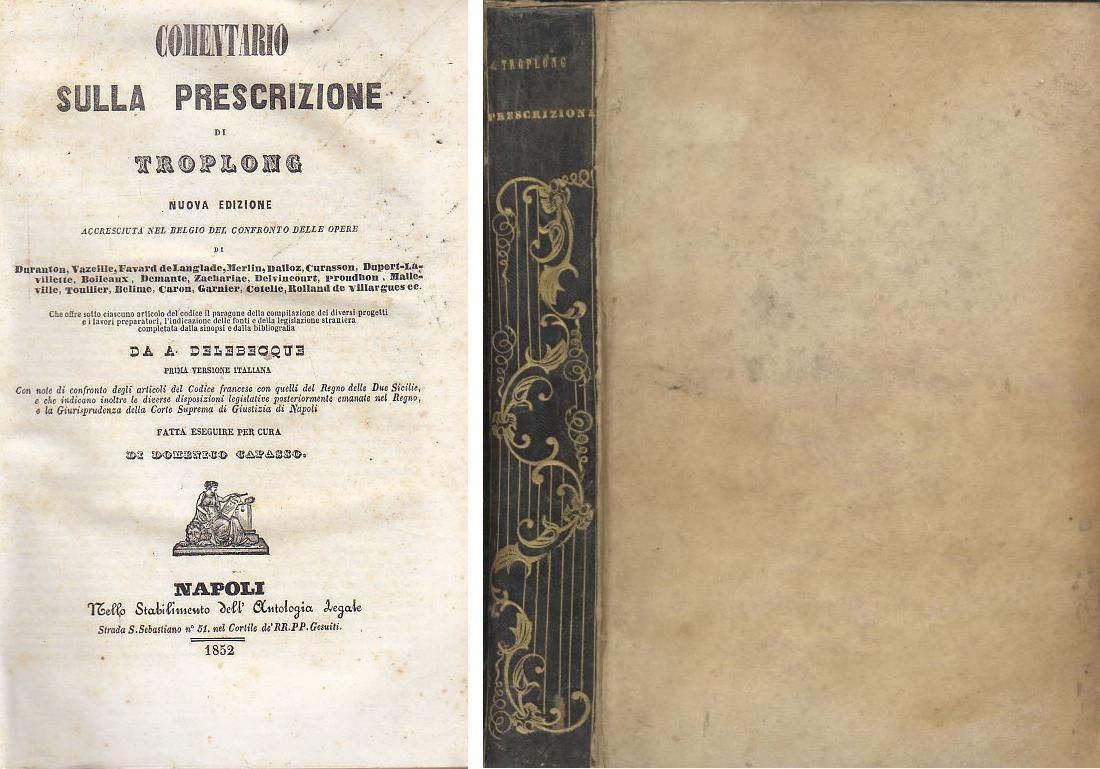 COMENTARIO
SULLA PRESCRIZIONE
DI
TROPLONG
NUOVA EDIZIONE
ACCRESCIUTA NEL BELGIO DEL CONFRONTO DELLE OPERE
DI
Duranton, Vazeille, Favard de Langlade, Merlin, Dalloz, Curasson, Duport-La-
villette, Boileaux, Demante, Zachariae, Delvincourt, Proudhon, Malle-
ville, Toullier, Belime, Caron, Garnier, Cotelle, Rolland de Villargues ec.
Che offre sotto ciascuno articolo del codice il paragone della compilazione dei diversi progetti
e i lavori preparatori, l'indicazione delle fonti e della legislazione straniera
completata dalla sinopsi e dalla bibliografia
DA A. DELEBECQUE
PRIMA VERSIONE ITALIANA
Con note di confronto degli articoli del Codice francese con quelli del Regno delle Due Sicilie,
e che indicano inoltre le diverse disposizioni legislative posteriormente emanate nel Regno,
e la Giurisprudenza della Corte Suprema di Giustizia di Napoli
FATTA ESEGUIRE PER CURA
DI DOMENICO CAPASSO.
NAPOLI
Nello Stabilimento dell' Antologia Legale
Strada S. Sebastiano n° 51. nel Cortile de' RR. PP. Gesuiti.
1852
TROPLONG
PRESCRIZIONE